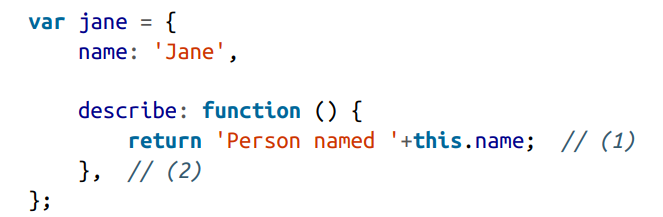 var jane = {
    name: 'Jane',

    describe: function () {
        return 'Person named '+this.name;  // (1)
    },  // (2)
};